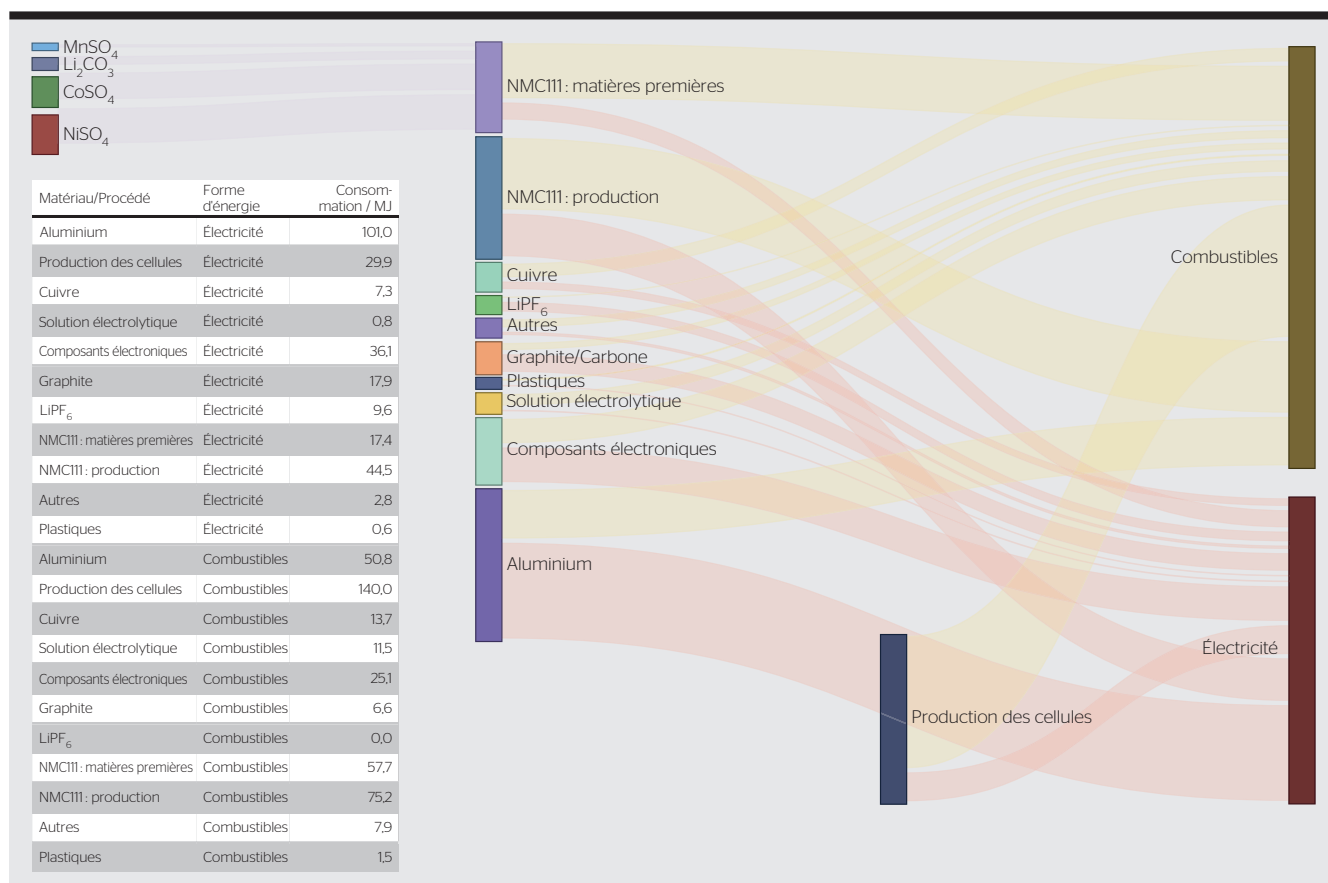 MnSO4
Li2CO3
CoSO4
NiSO4
Matériau/Procédé Forme d'énergie Consom-mation / MJ
Aluminium Électricité 101,0
Production des cellules Électricité 29,9
Cuivre Électricité 7,3
Solution électrolytique Électricité 0,8
Composants électroniques Électricité 36,1
Graphite Électricité 17,9
LiPF6 Électricité 9,6
NMC111 : matières premières Électricité 17,4
NMC111 : production Électricité 44,5
Autres Électricité 2,8
Plastiques Électricité 0,6
Aluminium Combustibles 50,8
Production des cellules Combustibles 140,0
Cuivre Combustibles 13,7
Solution électrolytique Combustibles 11,5
Composants électroniques Combustibles 25,1
Graphite Combustibles 6,6
LiPF6 Combustibles 0,0
NMC111 : matières premières Combustibles 57,7
NMC111 : production Combustibles 75,2
Autres Combustibles 7,9
Plastiques Combustibles 1,5
NMC111 : matières premières
NMC111 : production
Cuivre
LiPF6
Autres
Graphite/Carbone
Plastiques
Solution électrolytique
Composants électroniques
Aluminium
Production des cellules
Combustibles
Électricité